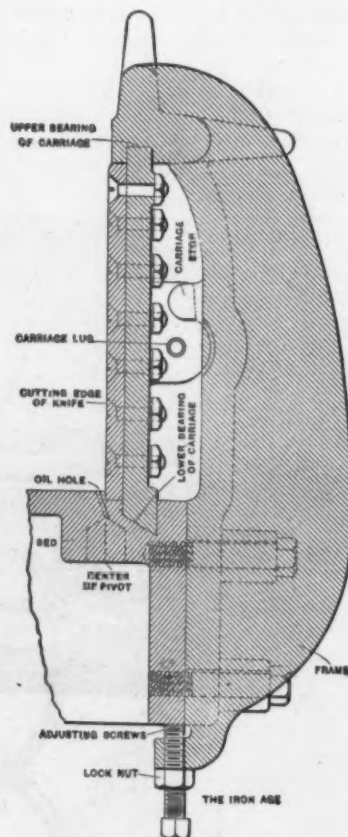 UPPER BEARING
OF CARRIAGE
CARRIAGE
STOP
CARRIAGE LUG
CUTTING EDGE
OF KNIFE
LOWER BEARING
OF CARRIAGE
OIL HOLE
BED
CENTER
OF PIVOT
FRAME
ADJUSTING SCREWS
LOCK NUT
THE IRON AGE